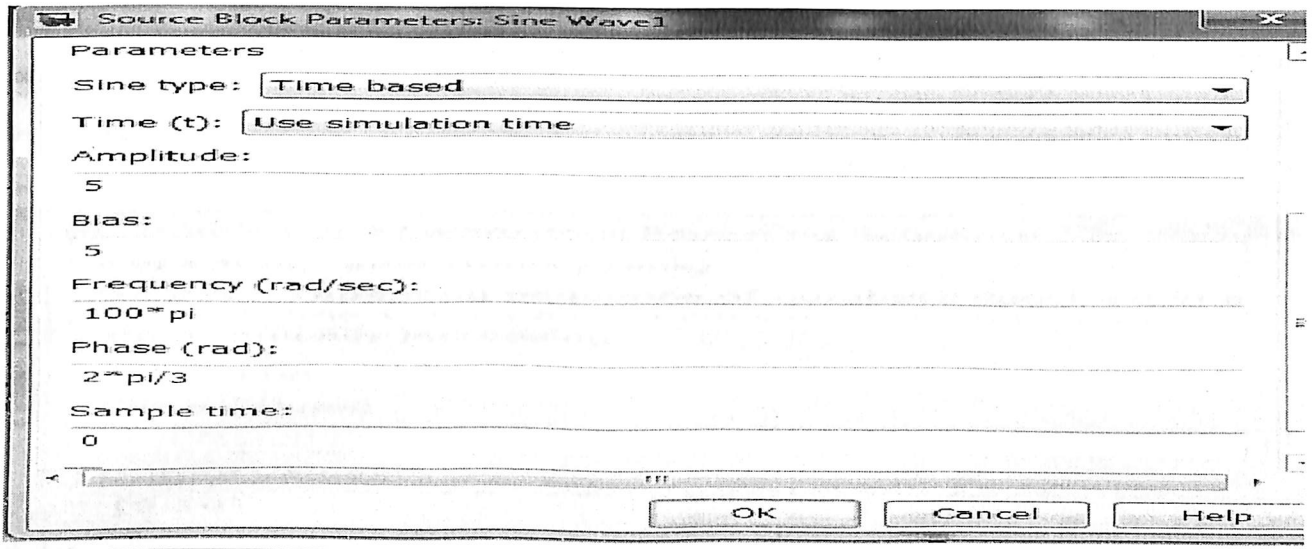 Source Block Parameters: Sine Wave1
Parameters
Sine type: Time based
Time (t): Use simulation time
Amplitude:
5
Bias:
5
Frequency (rad/sec):
100*pi
Phase (rad):
2*pi/3
Sample time:
0
OK Cancel Help